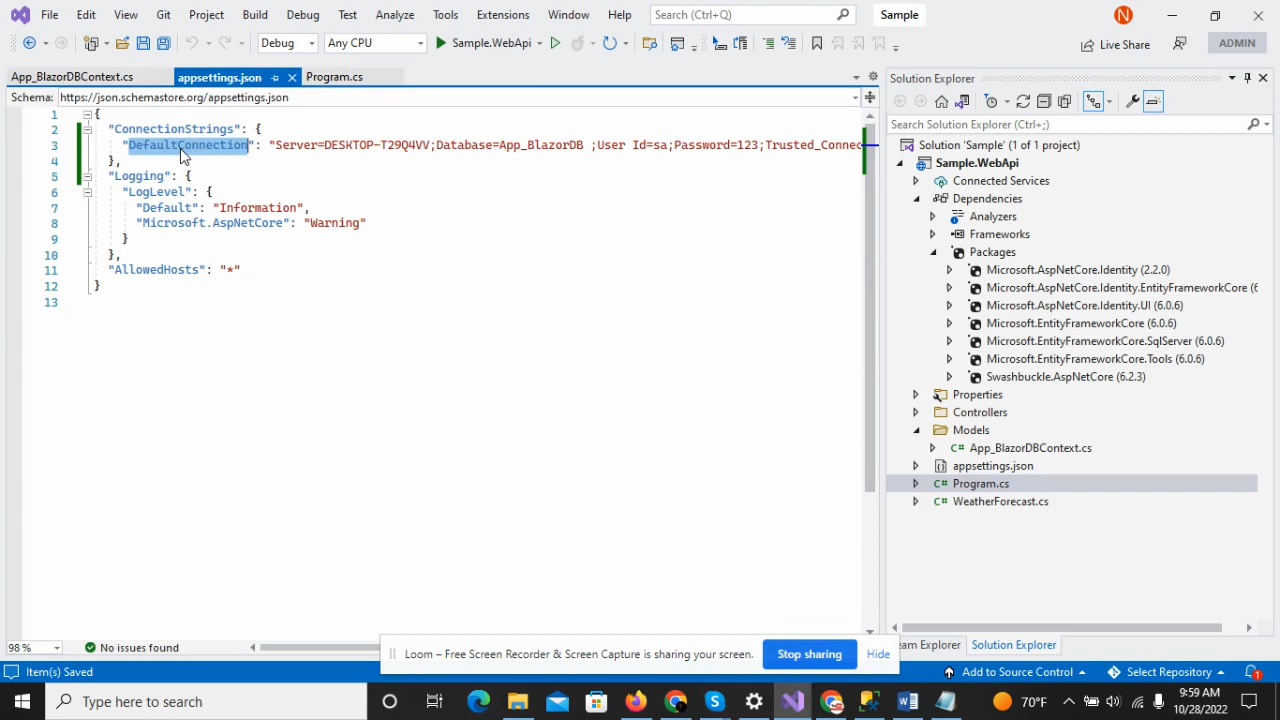 File Edit View Git Project Build Debug Test Analyze Tools Extensions Window Help Search (Ctrl+Q) Sample N
Debug Any CPU Sample.WebApi Live Share ADMIN
App_BlazorDBContext.cs appsettings.json Program.cs
Schema: https://json.schemastore.org/appsettings.json
1 {
2 "ConnectionStrings": {
3 "DefaultConnection": "Server=DESKTOP-T29Q4VV;Database=App_BlazorDB ;User Id=sa;Password=123;Trusted_Connec
4 },
5 "Logging": {
6 "LogLevel": {
7 "Default": "Information",
8 "Microsoft.AspNetCore": "Warning"
9 }
10 },
11 "AllowedHosts": "*"
12 }
13
Solution Explorer
Search Solution Explorer (Ctrl+;)
Solution 'Sample' (1 of 1 project)
Sample.WebApi
Connected Services
Dependencies
Analyzers
Frameworks
Packages
Microsoft.AspNetCore.Identity (2.2.0)
Microsoft.AspNetCore.Identity.EntityFrameworkCore (6
Microsoft.AspNetCore.Identity.UI (6.0.6)
Microsoft.EntityFrameworkCore (6.0.6)
Microsoft.EntityFrameworkCore.SqlServer (6.0.6)
Microsoft.EntityFrameworkCore.Tools (6.0.6)
Swashbuckle.AspNetCore (6.2.3)
Properties
Controllers
Models
App_BlazorDBContext.cs
appsettings.json
Program.cs
WeatherForecast.cs
eam Explorer Solution Explorer
98 % No issues found
Loom – Free Screen Recorder & Screen Capture is sharing your screen. Stop sharing Hide
Item(s) Saved Add to Source Control Select Repository 1
Type here to search 70°F 9:59 AM
10/28/2022